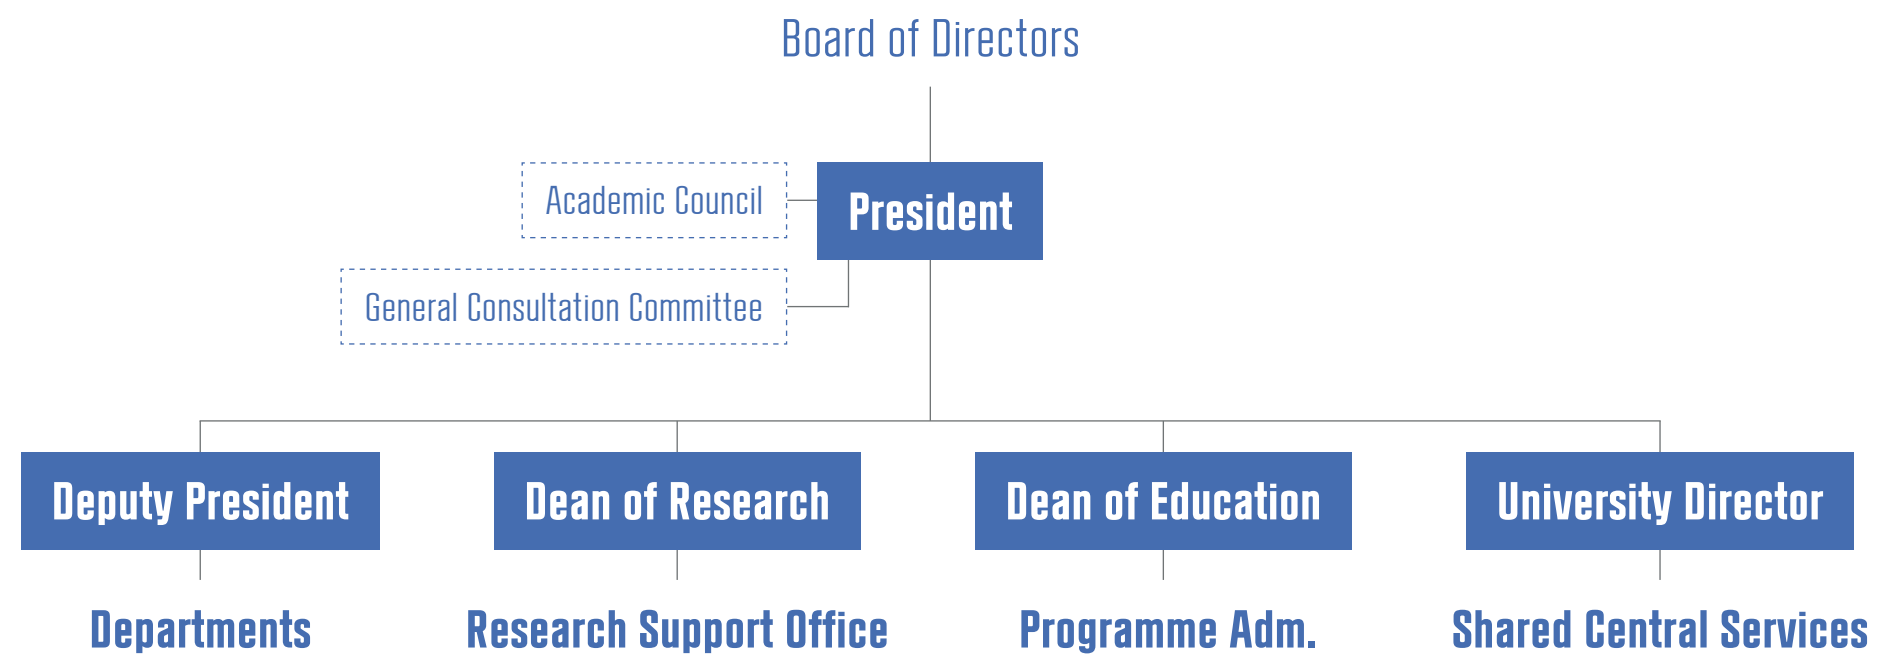 Board of Directors
Academic Council
President
General Consultation Committee
Deputy President
Dean of Research
Dean of Education
University Director
Departments
Research Support Office
Programme Adm.
Shared Central Services